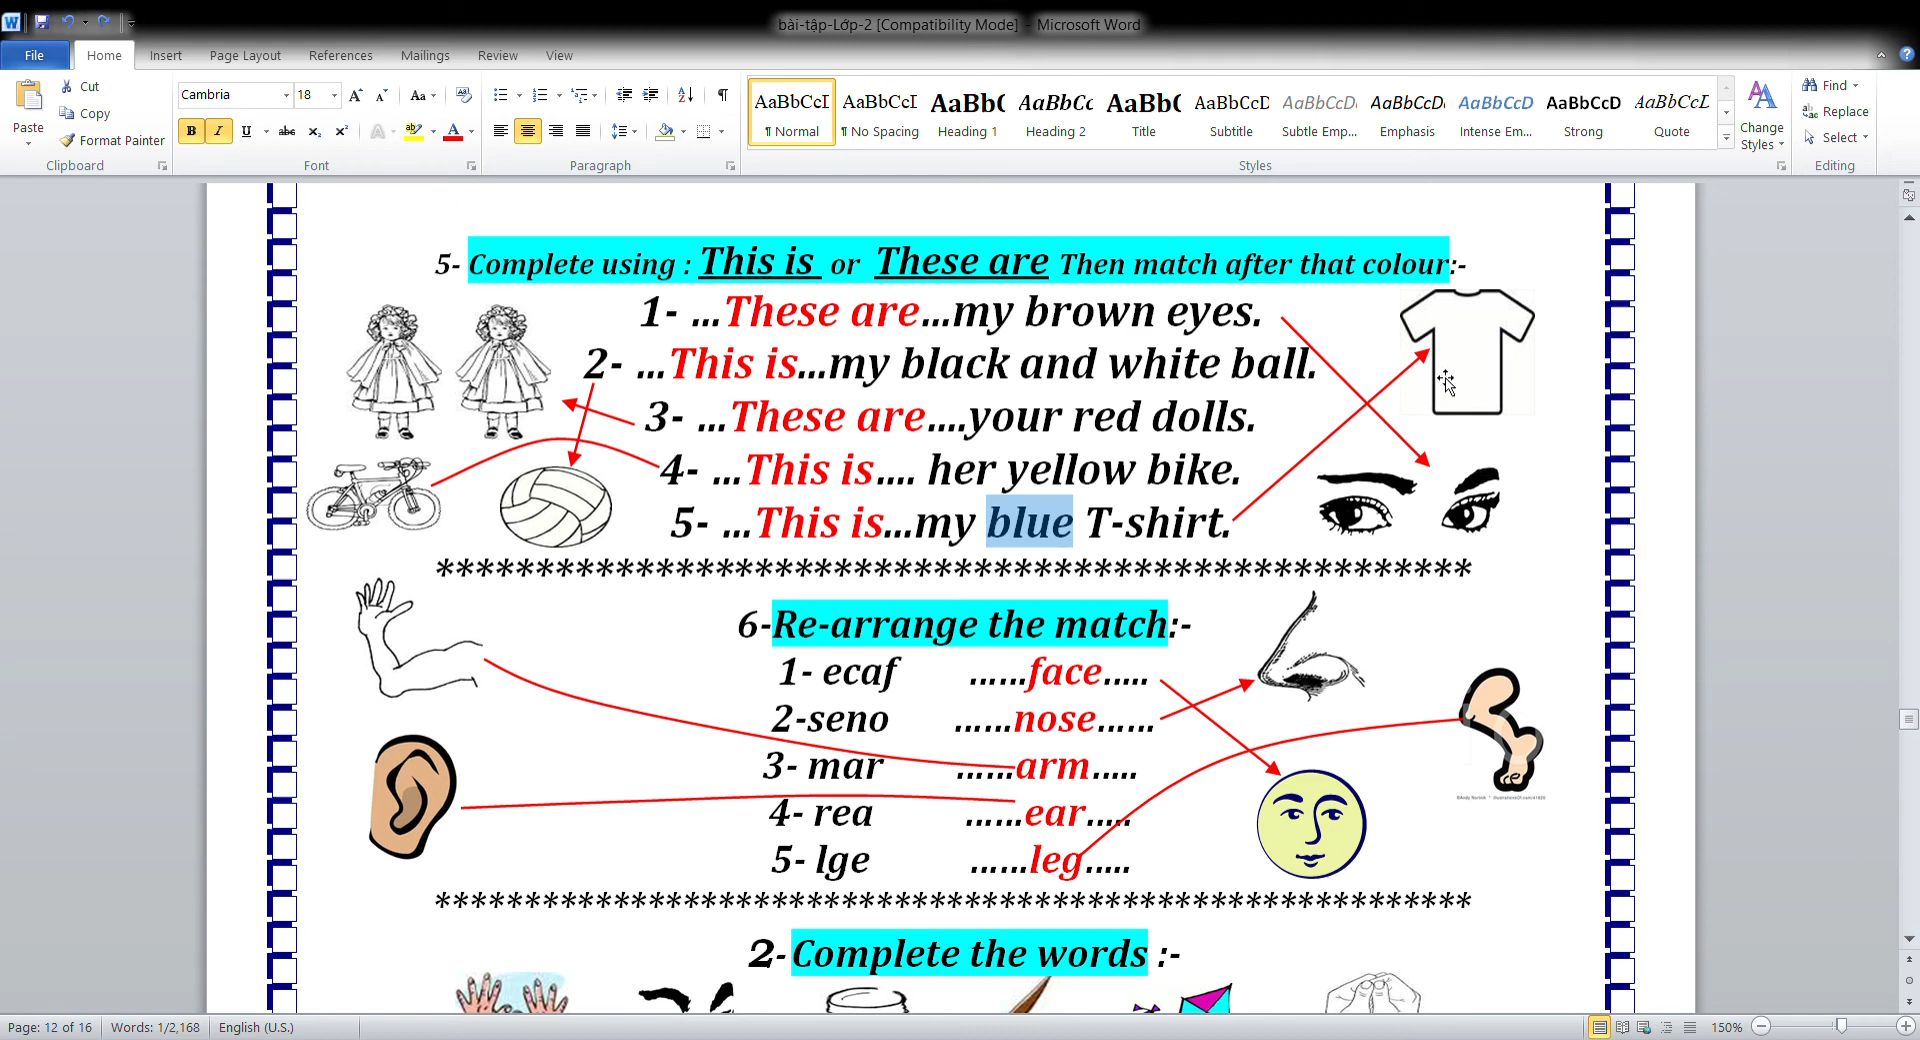 bài-tập-Lớp-2 [Compatibility Mode] - Microsoft Word
File Home Insert Page Layout References Mailings Review View
Paste
Cut
Copy
Format Painter
Clipboard
Cambria 18
Font
Paragraph
AaBbCcI AaBbCcI AaBb( AaBbCc AaBb( AaBbCcD AaBbCcD AaBbCcD AaBbCcD AaBbCcD AaBbCcL
¶ Normal ¶ No Spacing Heading 1 Heading 2 Title Subtitle Subtle Emp... Emphasis Intense Em... Strong Quote
Styles
Change Styles
Find
Replace
Select
Editing
5- Complete using : This is or These are Then match after that colour:-
1- ...These are...my brown eyes.
2- ...This is...my black and white ball.
3- ...These are....your red dolls.
4- ...This is.... her yellow bike.
5- ...This is...my blue T-shirt.
****************************************************
6-Re-arrange the match:-
1- ecaf ......face.....
2-seno ......nose......
3- mar ......arm.....
4- rea ......ear.....
5- lge ......leg.....
****************************************************
2-Complete the words :-
Page: 12 of 16 Words: 1/2,168 English (U.S.) 150%